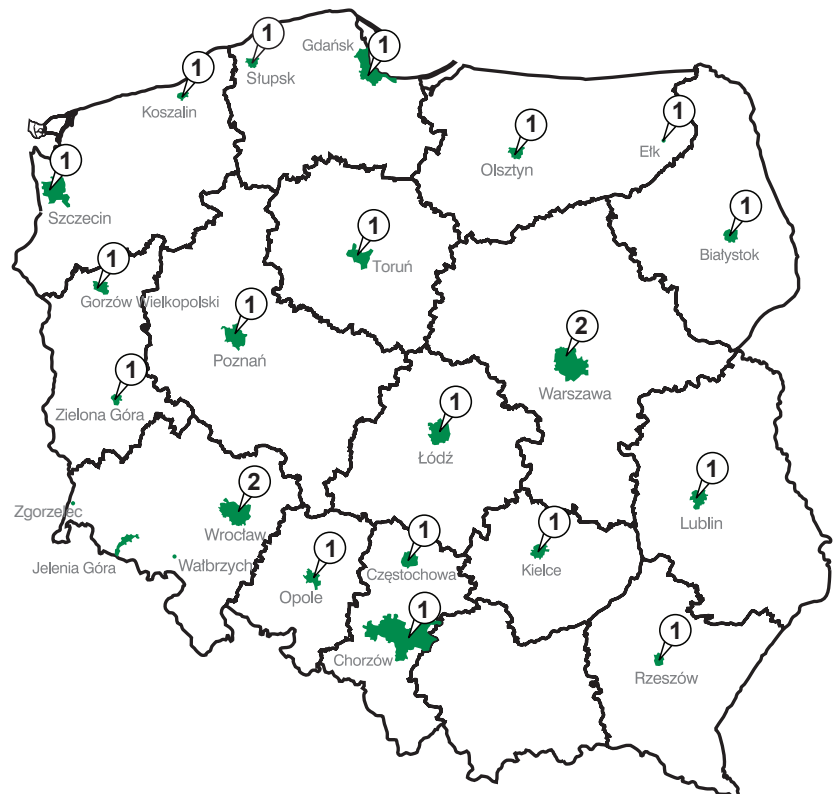 1
Słupsk
1
Gdańsk
1
Koszalin
1
Szczecin
1
Olsztyn
1
Ełk
1
Białystok
1
Toruń
1
Gorzów Wielkopolski
1
Poznań
2
Warszawa
1
Zielona Góra
1
Łódź
1
Lublin
Zgorzelec
2
Wrocław
Jelenia Góra
Wałbrzych
1
Opole
1
Częstochowa
1
Kielce
1
Chorzów
1
Rzeszów